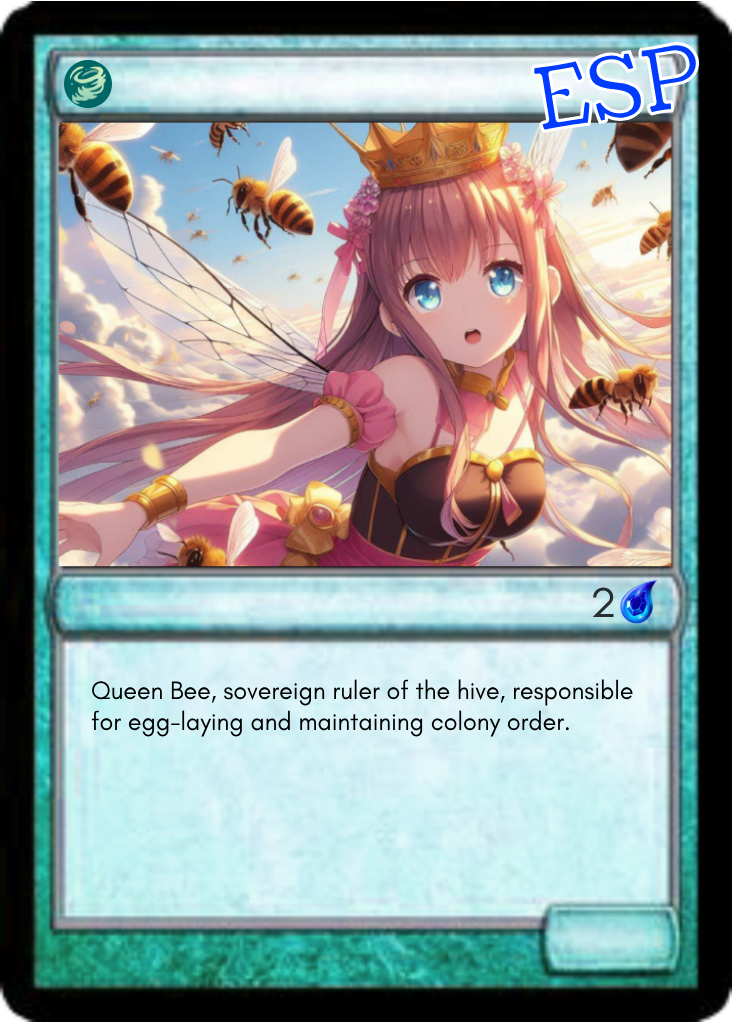 ESP
2
Queen Bee, sovereign ruler of the hive, responsible
for egg-laying and maintaining colony order.